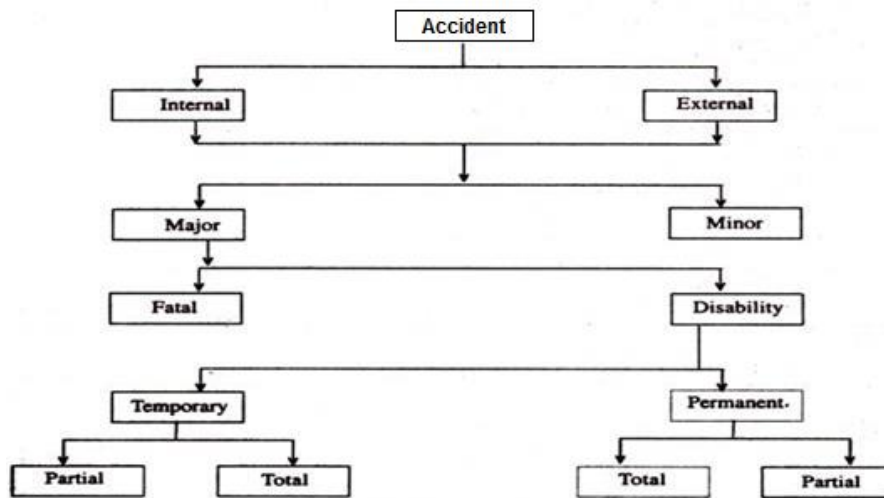 Accident
Internal
External
Major
Minor
Fatal
Disability
Temporary
Permanent.
Partial
Total
Total
Partial